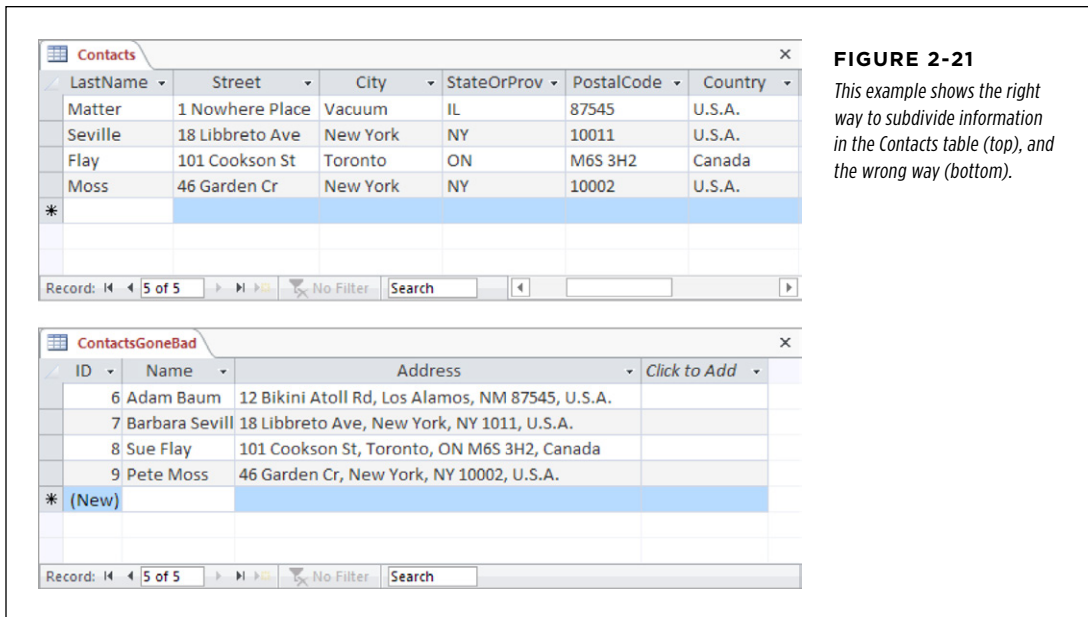 Contacts
LastName Street City StateOrProv PostalCode Country
Matter 1 Nowhere Place Vacuum IL 87545 U.S.A.
Seville 18 Libbreto Ave New York NY 10011 U.S.A.
Flay 101 Cookson St Toronto ON M6S 3H2 Canada
Moss 46 Garden Cr New York NY 10002 U.S.A.
Record: 5 of 5 No Filter Search
FIGURE 2-21
This example shows the right
way to subdivide information
in the Contacts table (top), and
the wrong way (bottom).
ContactsGoneBad
ID Name Address Click to Add
6 Adam Baum 12 Bikini Atoll Rd, Los Alamos, NM 87545, U.S.A.
7 Barbara Sevill 18 Libbreto Ave, New York, NY 1011, U.S.A.
8 Sue Flay 101 Cookson St, Toronto, ON M6S 3H2, Canada
9 Pete Moss 46 Garden Cr, New York, NY 10002, U.S.A.
(New)
Record: 5 of 5 No Filter Search